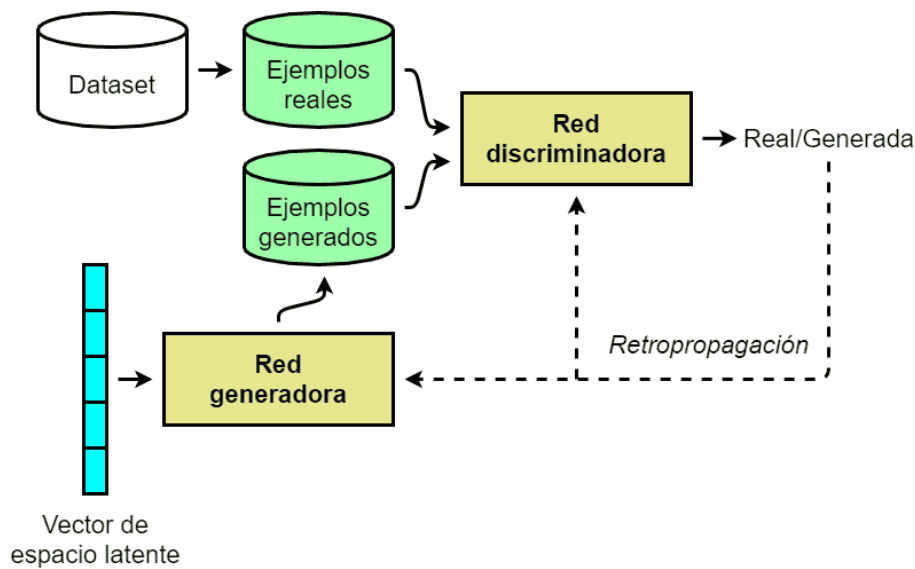 Dataset
Ejemplos
reales
Red
discriminadora
Real/Generada
Ejemplos
generados
Retropropagación
Red
generadora
Vector de
espacio latente